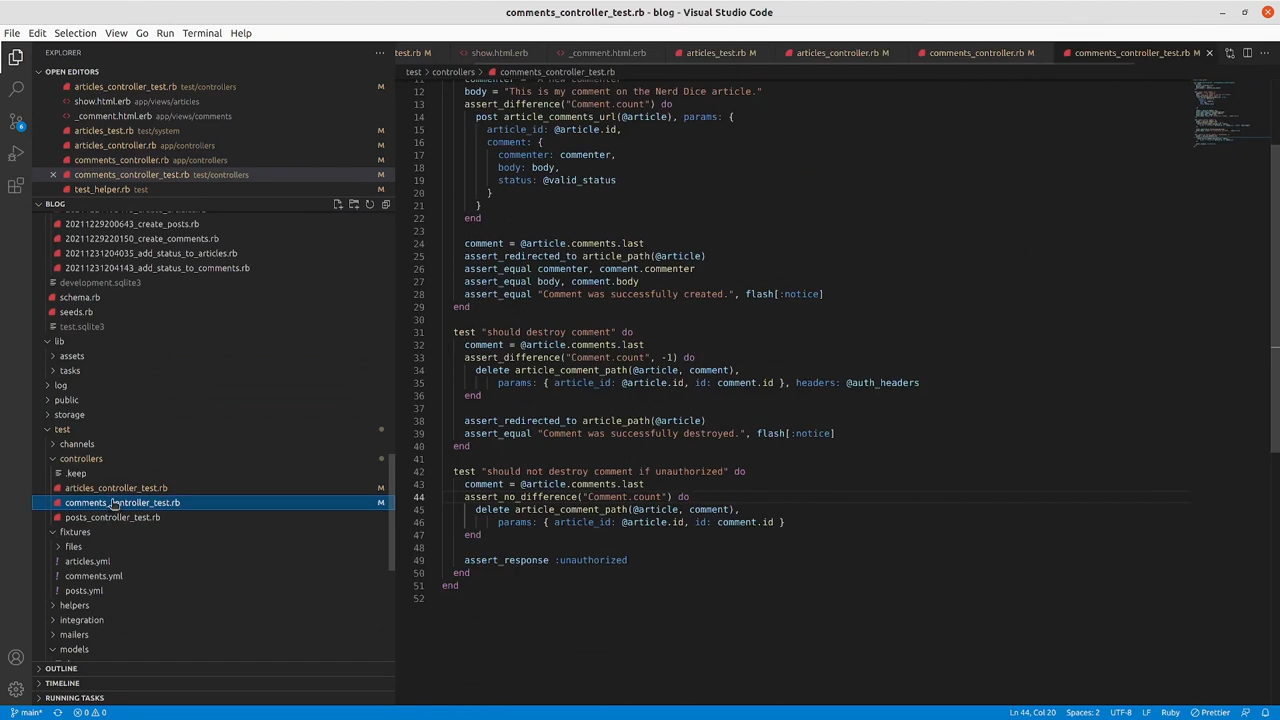 comments_controller_test.rb - blog - Visual Studio Code
File Edit Selection View Go Run Terminal Help
EXPLORER
OPEN EDITORS
articles_controller_test.rb test/controllers M
show.html.erb app/views/articles
_comment.html.erb app/views/comments
articles_test.rb test/system M
articles_controller.rb app/controllers M
comments_controller.rb app/controllers M
comments_controller_test.rb test/controllers M
test_helper.rb test M
BLOG
20211229200643_create_posts.rb
20211229220150_create_comments.rb
20211231204035_add_status_to_articles.rb
20211231204143_add_status_to_comments.rb
development.sqlite3
schema.rb
seeds.rb
test.sqlite3
lib
assets
tasks
log
public
storage
test
channels
controllers
.keep
articles_controller_test.rb M
comments_controller_test.rb M
posts_controller_test.rb
fixtures
files
articles.yml
comments.yml
posts.yml
helpers
integration
mailers
models
OUTLINE
TIMELINE
RUNNING TASKS
test.rb M show.html.erb _comment.html.erb articles_test.rb M articles_controller.rb M comments_controller.rb M comments_controller_test.rb M
test > controllers > comments_controller_test.rb
12 body = "This is my comment on the Nerd Dice article."
13 assert_difference("Comment.count") do
14 post article_comments_url(@article), params: {
15 article_id: @article.id,
16 comment: {
17 commenter: commenter,
18 body: body,
19 status: @valid_status
20 }
21 }
22 end
23
24 comment = @article.comments.last
25 assert_redirected_to article_path(@article)
26 assert_equal commenter, comment.commenter
27 assert_equal body, comment.body
28 assert_equal "Comment was successfully created.", flash[:notice]
29 end
30
31 test "should destroy comment" do
32 comment = @article.comments.last
33 assert_difference("Comment.count", -1) do
34 delete article_comment_path(@article, comment),
35 params: { article_id: @article.id, id: comment.id }, headers: @auth_headers
36 end
37
38 assert_redirected_to article_path(@article)
39 assert_equal "Comment was successfully destroyed.", flash[:notice]
40 end
41
42 test "should not destroy comment if unauthorized" do
43 comment = @article.comments.last
44 assert_no_difference("Comment.count") do
45 delete article_comment_path(@article, comment),
46 params: { article_id: @article.id, id: comment.id }
47 end
48
49 assert_response :unauthorized
50 end
51 end
52
6
main* 0 0 Ln 44, Col 20 Spaces: 2 UTF-8 LF Ruby Prettier